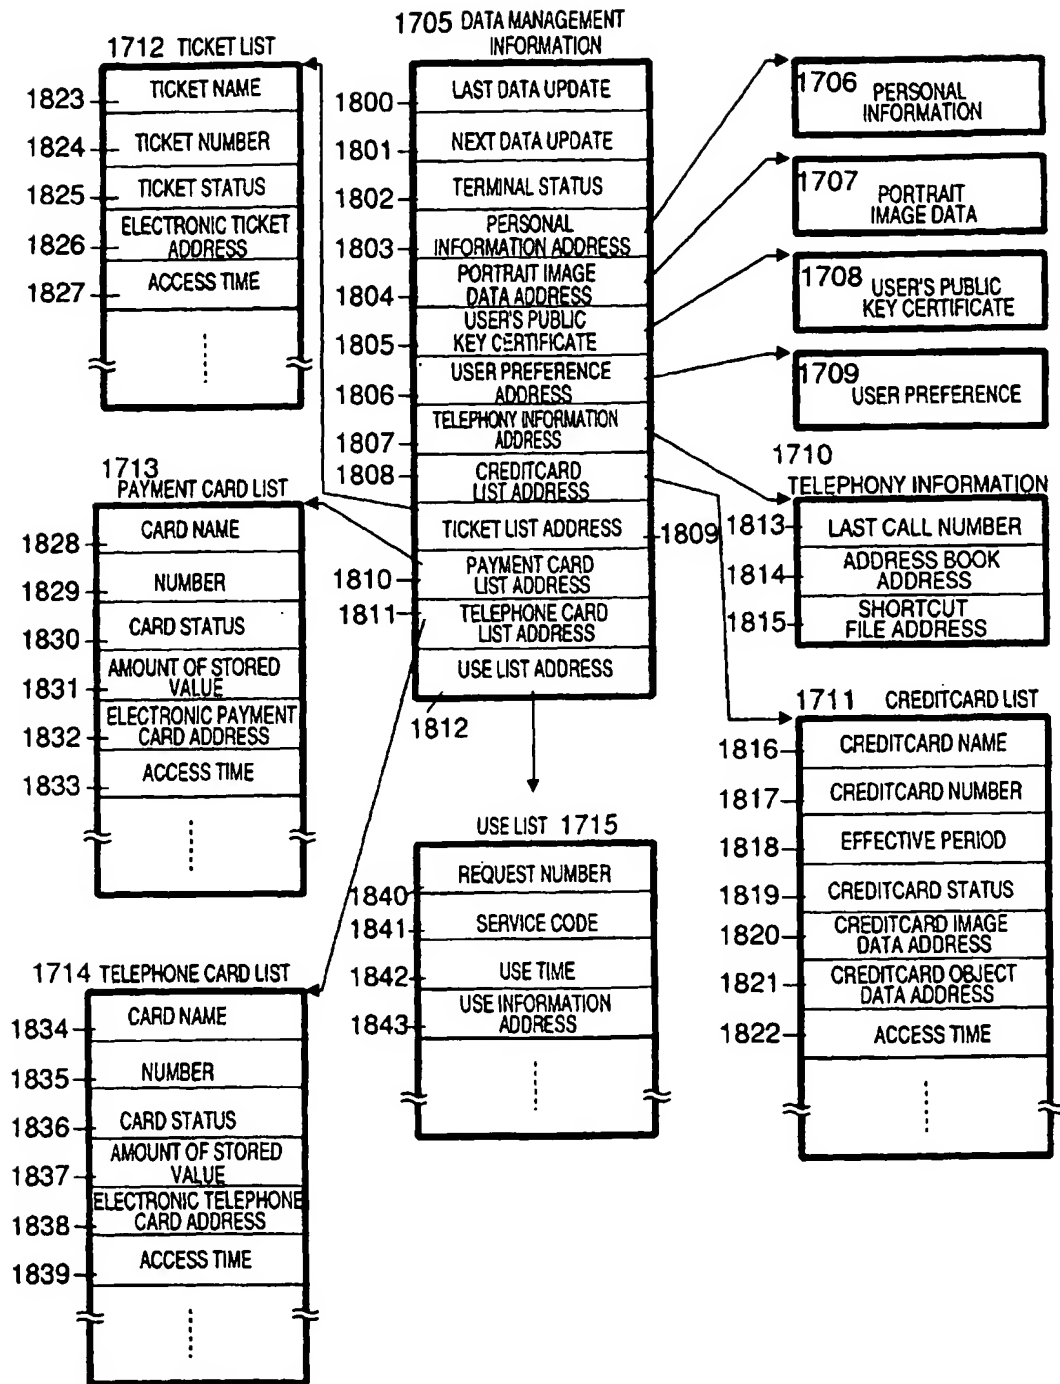 1712 TICKET LIST
1823 TICKET NAME
1824 TICKET NUMBER
1825 TICKET STATUS
1826 ELECTRONIC TICKET
ADDRESS
1827 ACCESS TIME
1713
PAYMENT CARD LIST
1828 CARD NAME
1829 NUMBER
1830 CARD STATUS
1831 AMOUNT OF STORED
VALUE
1832 ELECTRONIC PAYMENT
CARD ADDRESS
1833 ACCESS TIME
1714 TELEPHONE CARD LIST
1834 CARD NAME
1835 NUMBER
1836 CARD STATUS
1837 AMOUNT OF STORED
VALUE
1838 ELECTRONIC TELEPHONE
CARD ADDRESS
1839 ACCESS TIME
1705 DATA MANAGEMENT
INFORMATION
1800 LAST DATA UPDATE
1801 NEXT DATA UPDATE
1802 TERMINAL STATUS
1803 PERSONAL
INFORMATION ADDRESS
1804 PORTRAIT IMAGE
DATA ADDRESS
1805 USER'S PUBLIC
KEY CERTIFICATE
1806 USER PREFERENCE
ADDRESS
1807 TELEPHONY INFORMATION
ADDRESS
1808 CREDITCARD
LIST ADDRESS
TICKET LIST ADDRESS 1809
1810 PAYMENT CARD
LIST ADDRESS
1811 TELEPHONE CARD
LIST ADDRESS
USE LIST ADDRESS
1812
USE LIST 1715
1840 REQUEST NUMBER
1841 SERVICE CODE
1842 USE TIME
1843 USE INFORMATION
ADDRESS
1706 PERSONAL
INFORMATION
1707 PORTRAIT
IMAGE DATA
1708 USER'S PUBLIC
KEY CERTIFICATE
1709 USER PREFERENCE
1710
TELEPHONY INFORMATION
1813 LAST CALL NUMBER
1814 ADDRESS BOOK
ADDRESS
1815 SHORTCUT
FILE ADDRESS
1711 CREDITCARD LIST
1816 CREDITCARD NAME
1817 CREDITCARD NUMBER
1818 EFFECTIVE PERIOD
1819 CREDITCARD STATUS
1820 CREDITCARD IMAGE
DATA ADDRESS
1821 CREDITCARD OBJECT
DATA ADDRESS
1822 ACCESS TIME